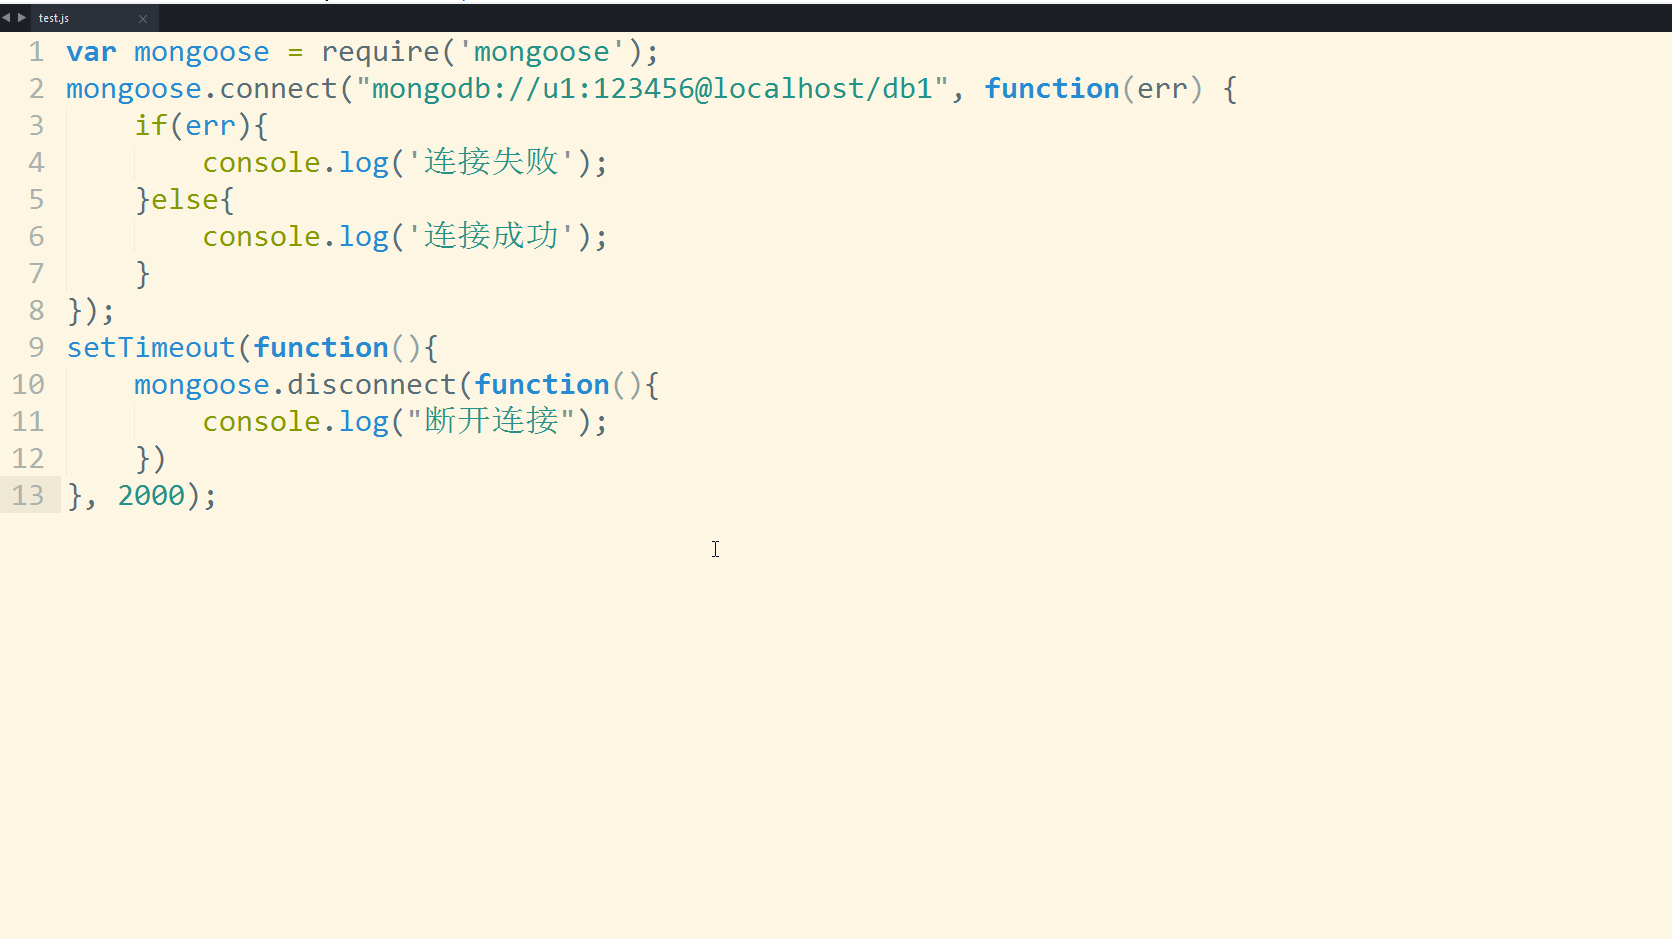 test.js
1 var mongoose = require('mongoose');
2 mongoose.connect("mongodb://u1:123456@localhost/db1", function(err) {
3     if(err){
4         console.log('连接失败');
5     }else{
6         console.log('连接成功');
7     }
8 });
9 setTimeout(function(){
10     mongoose.disconnect(function(){
11         console.log("断开连接");
12     })
13 }, 2000);